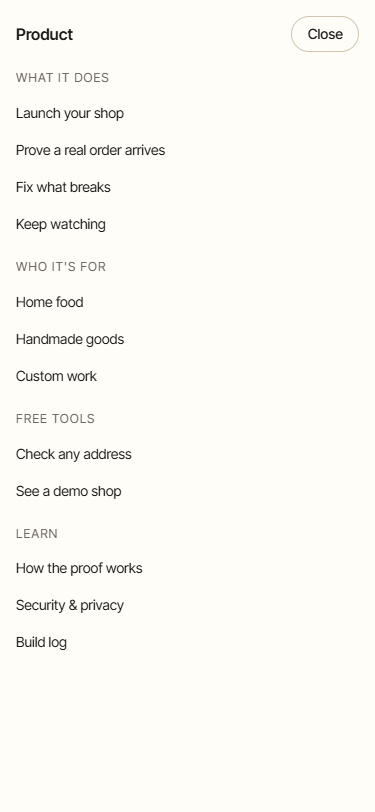 Product
Close
WHAT IT DOES
Launch your shop
Prove a real order arrives
Fix what breaks
Keep watching
WHO IT'S FOR
Home food
Handmade goods
Custom work
FREE TOOLS
Check any address
See a demo shop
LEARN
How the proof works
Security & privacy
Build log